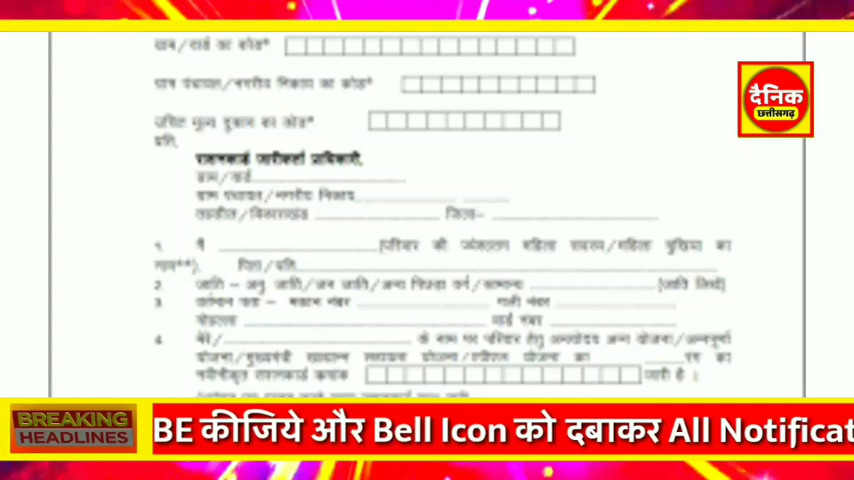 ग्राम/वार्ड का कोड*
ग्राम पंचायत/नगरीय निकाय का कोड*
उचित मूल्य दुकान का कोड*
प्रति,
राशनकार्ड जारीकर्ता प्राधिकारी,
ग्राम/वार्ड
ग्राम पंचायत/नगरीय निकाय
तहसील/विकासखंड जिला-
1. मैं (परिवार की ज्येष्ठतम महिला सदस्य/महिला मुखिया का
नाम**). पिता/पति
2. जाति - अनु. जाति/जन जाति/अन्य पिछड़ा वर्ग/सामान्य (जाति लिखें)
3. वर्तमान पता - मकान नंबर गली नंबर
मोहल्ला वार्ड नंबर
4. मेरे/ के नाम पर परिवार हेतु अन्त्योदय अन्न योजना/अन्नपूर्णा
योजना/मुख्यमंत्री खाद्यान्न सहायता योजना/ योजना का रंग का
नवीनीकृत राशनकार्ड क्रमांक जारी है।
दैनिक
छत्तीसगढ़
BREAKING
HEADLINES
BE कीजिये और Bell Icon को दबाकर All Notificat